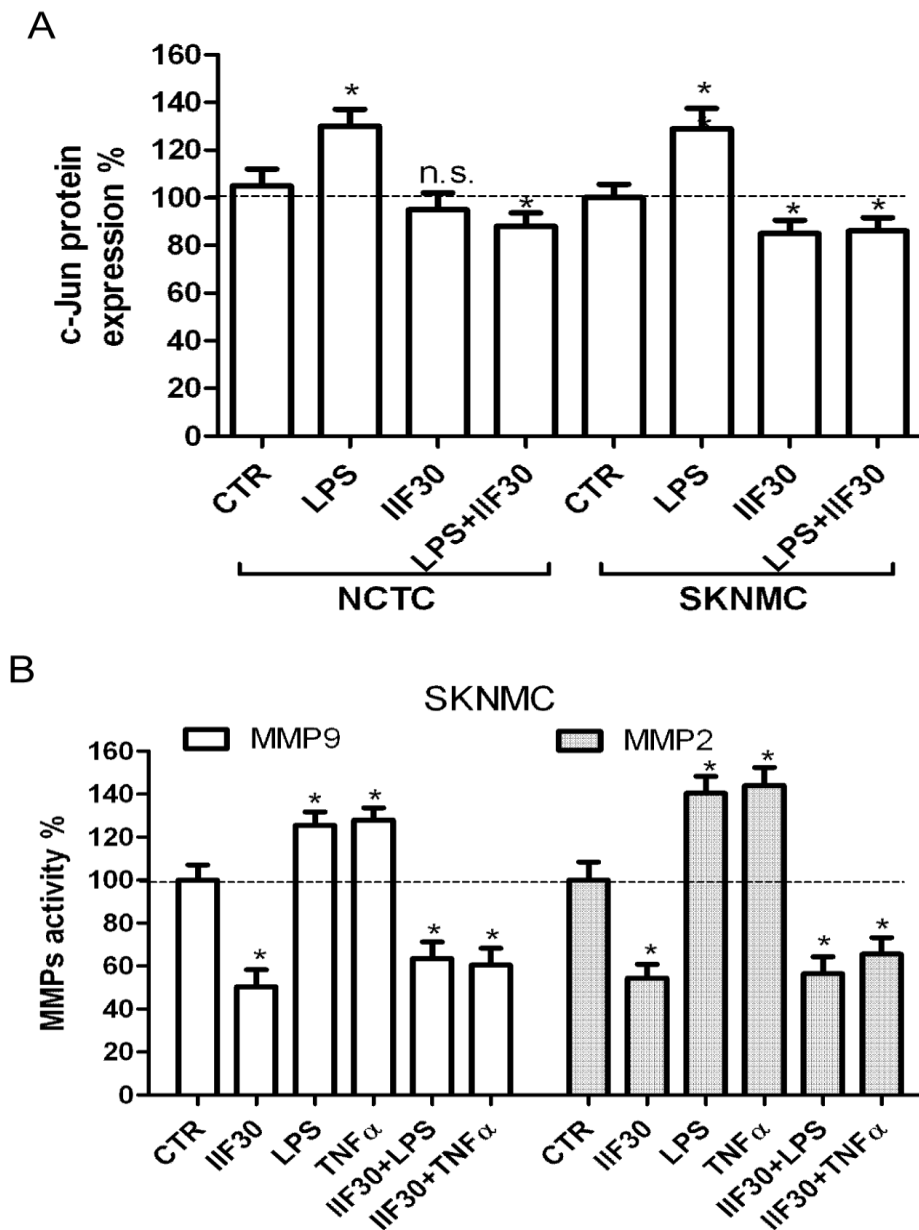 A
c-Jun protein
expression %
160
140
120
100
80
60
40
20
0
*
*
*
n.s.
*
*
*
CTR
LPS
IIF30
LPS+IIF30
CTR
LPS
IIF30
LPS+IIF30
NCTC
SKNMC
B
SKNMC
MMP9
MMP2
MMPs activity %
160
140
120
100
80
60
40
20
0
*
*
*
*
*
*
*
*
*
*
CTR
IIF30
LPS
TNFα
IIF30+LPS
IIF30+TNFα
CTR
IIF30
LPS
TNFα
IIF30+LPS
IIF30+TNFα